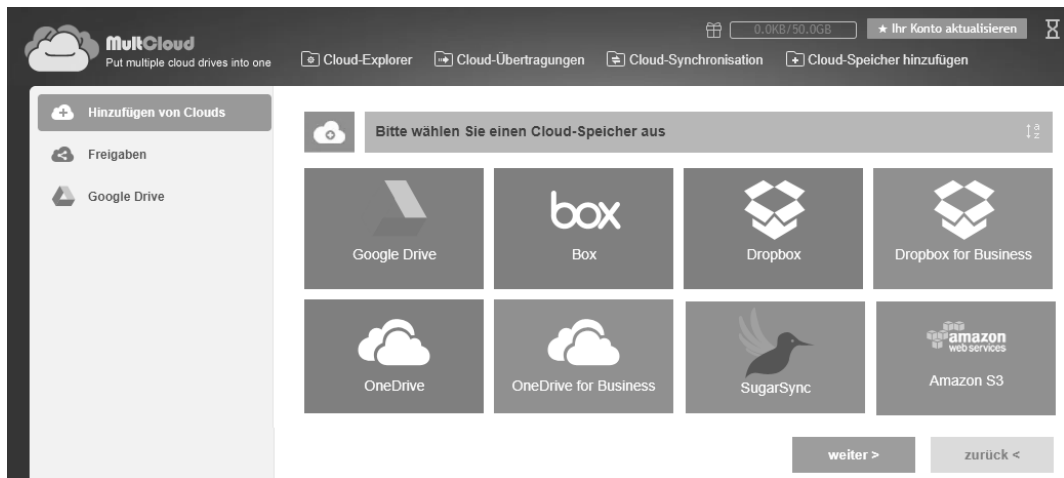 MultCloud
Put multiple cloud drives into one
0.0KB/50.0GB
★ Ihr Konto aktualisieren
Cloud-Explorer
Cloud-Übertragungen
Cloud-Synchronisation
Cloud-Speicher hinzufügen
Hinzufügen von Clouds
Freigaben
Google Drive
Bitte wählen Sie einen Cloud-Speicher aus
a
z
Google Drive
box
Box
Dropbox
Dropbox for Business
OneDrive
OneDrive for Business
SugarSync
amazon
web services
Amazon S3
weiter >
zurück <